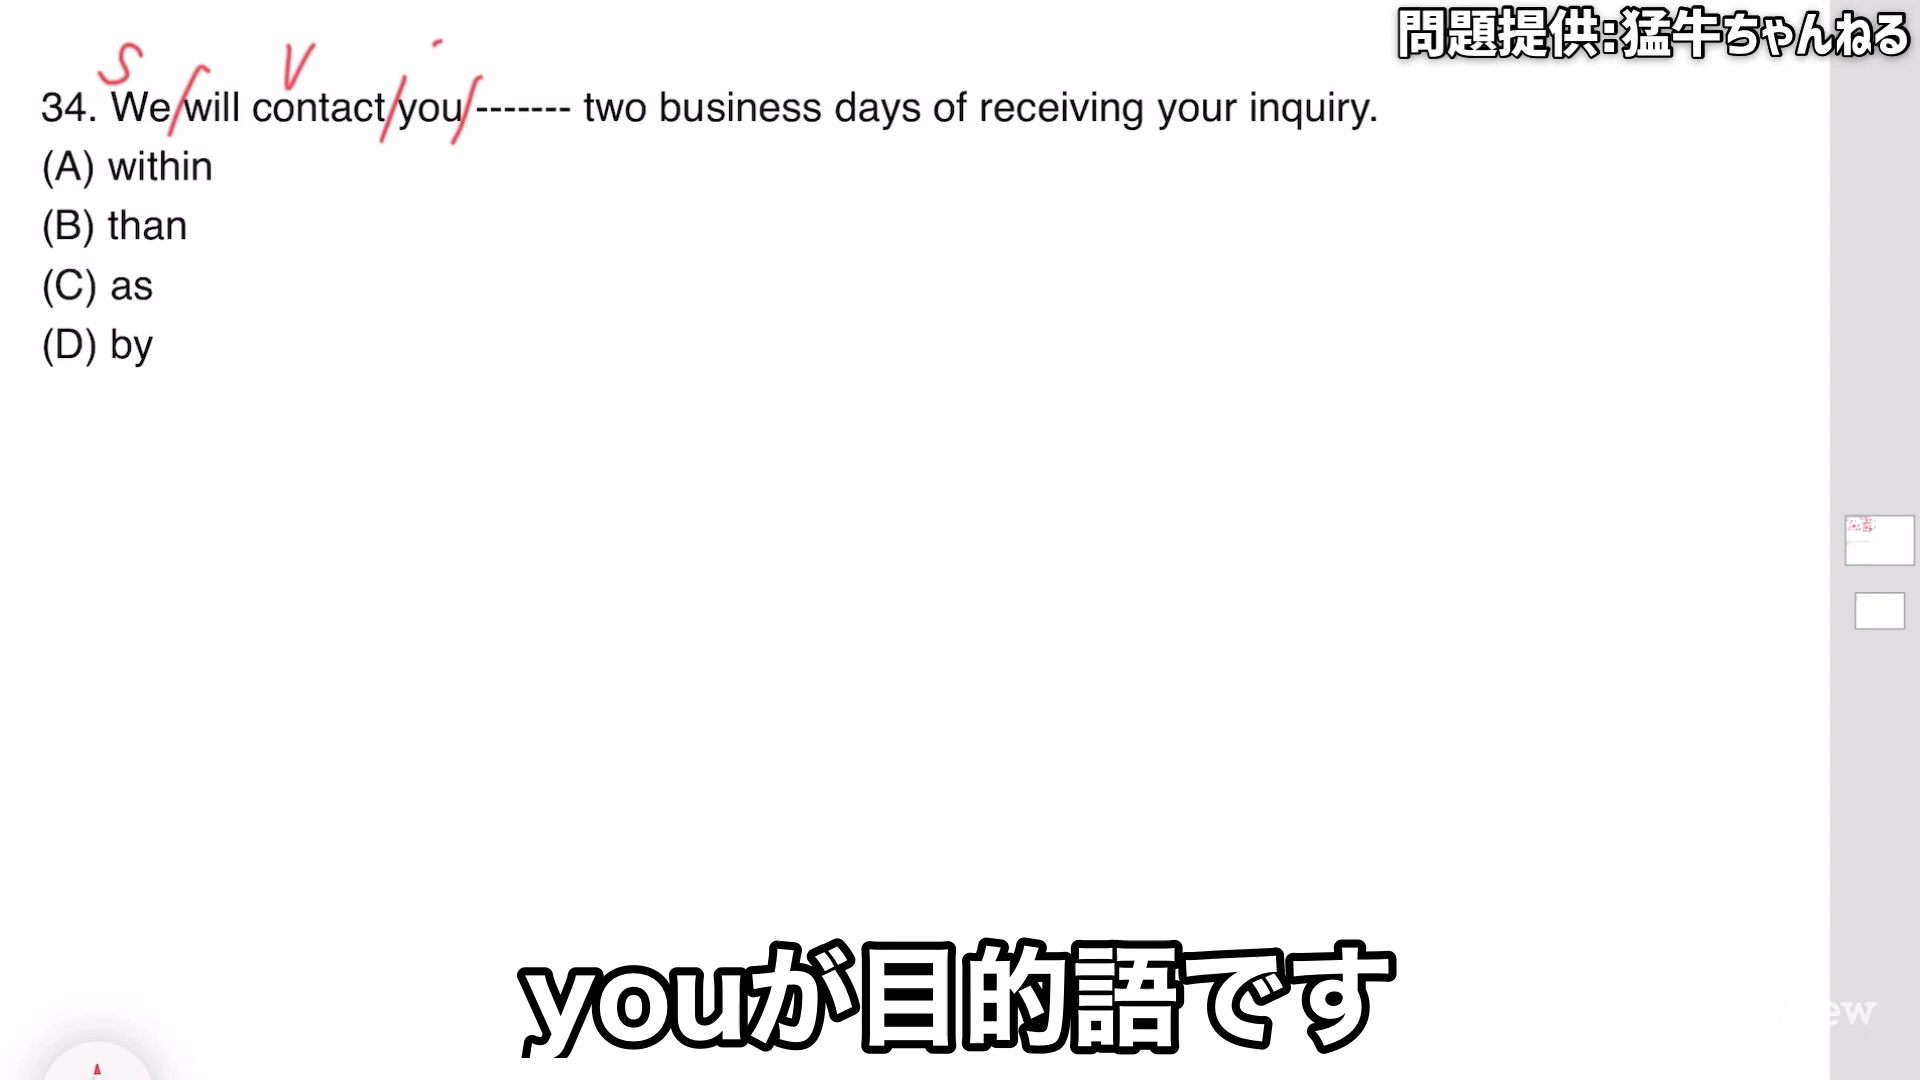 問題提供:猛牛ちゃんねる
S V
34. We will contact you ------- two business days of receiving your inquiry.
(A) within
(B) than
(C) as
(D) by
youが目的語です